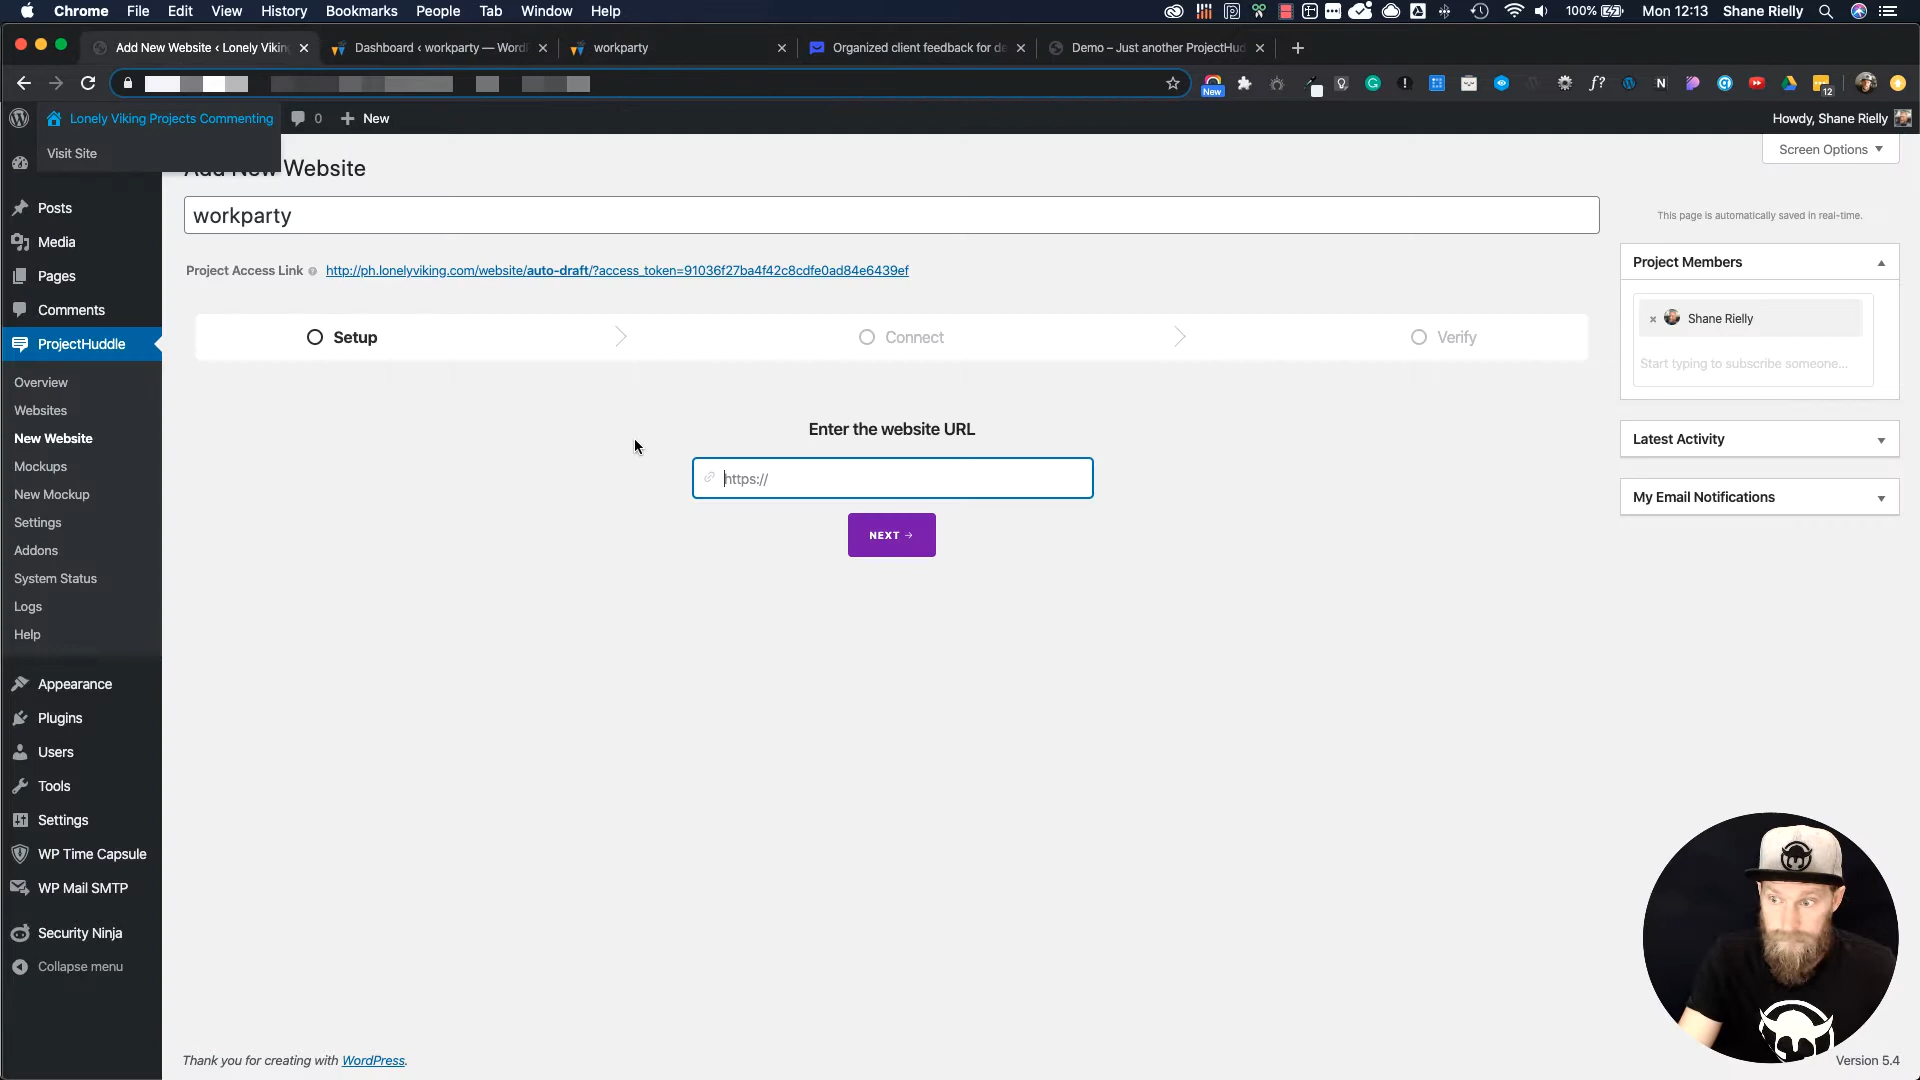 Chrome File Edit View History Bookmarks People Tab Window Help 100% Mon 12:13 Shane Rielly
Add New Website ‹ Lonely Vikin
Dashboard ‹ workparty — Word
workparty
Organized client feedback for de
Demo – Just another ProjectHud
New
12
Lonely Viking Projects Commenting 0 New
Howdy, Shane Rielly
Visit Site
Add New Website
Screen Options
workparty
This page is automatically saved in real-time.
Project Access Link http://ph.lonelyviking.com/website/auto-draft/?access_token=91036f27ba4f42c8cdfe0ad84e6439ef
Setup
Connect
Verify
Enter the website URL
https://
NEXT →
Project Members
× Shane Rielly
Start typing to subscribe someone...
Latest Activity
My Email Notifications
Posts
Media
Pages
Comments
ProjectHuddle
Overview
Websites
New Website
Mockups
New Mockup
Settings
Addons
System Status
Logs
Help
Appearance
Plugins
Users
Tools
Settings
WP Time Capsule
WP Mail SMTP
Security Ninja
Collapse menu
Thank you for creating with WordPress.
Version 5.4